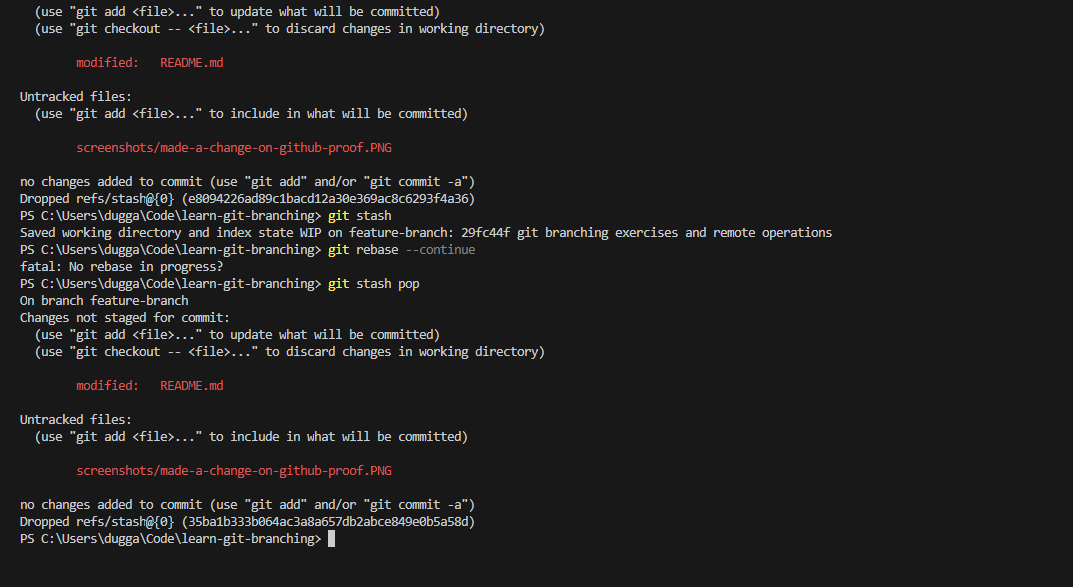 (use "git add <file>..." to update what will be committed)
(use "git checkout -- <file>..." to discard changes in working directory)
modified:   README.md
Untracked files:
(use "git add <file>..." to include in what will be committed)
screenshots/made-a-change-on-github-proof.PNG
no changes added to commit (use "git add" and/or "git commit -a")
Dropped refs/stash@{0} (e8094226ad89c1bacd12a30e369ac8c6293f4a36)
PS C:\Users\dugga\Code\learn-git-branching> git stash
Saved working directory and index state WIP on feature-branch: 29fc44f git branching exercises and remote operations
PS C:\Users\dugga\Code\learn-git-branching> git rebase --continue
fatal: No rebase in progress?
PS C:\Users\dugga\Code\learn-git-branching> git stash pop
On branch feature-branch
Changes not staged for commit:
(use "git add <file>..." to update what will be committed)
(use "git checkout -- <file>..." to discard changes in working directory)
modified:   README.md
Untracked files:
(use "git add <file>..." to include in what will be committed)
screenshots/made-a-change-on-github-proof.PNG
no changes added to commit (use "git add" and/or "git commit -a")
Dropped refs/stash@{0} (35ba1b333b064ac3a8a657db2abce849e0b5a58d)
PS C:\Users\dugga\Code\learn-git-branching>